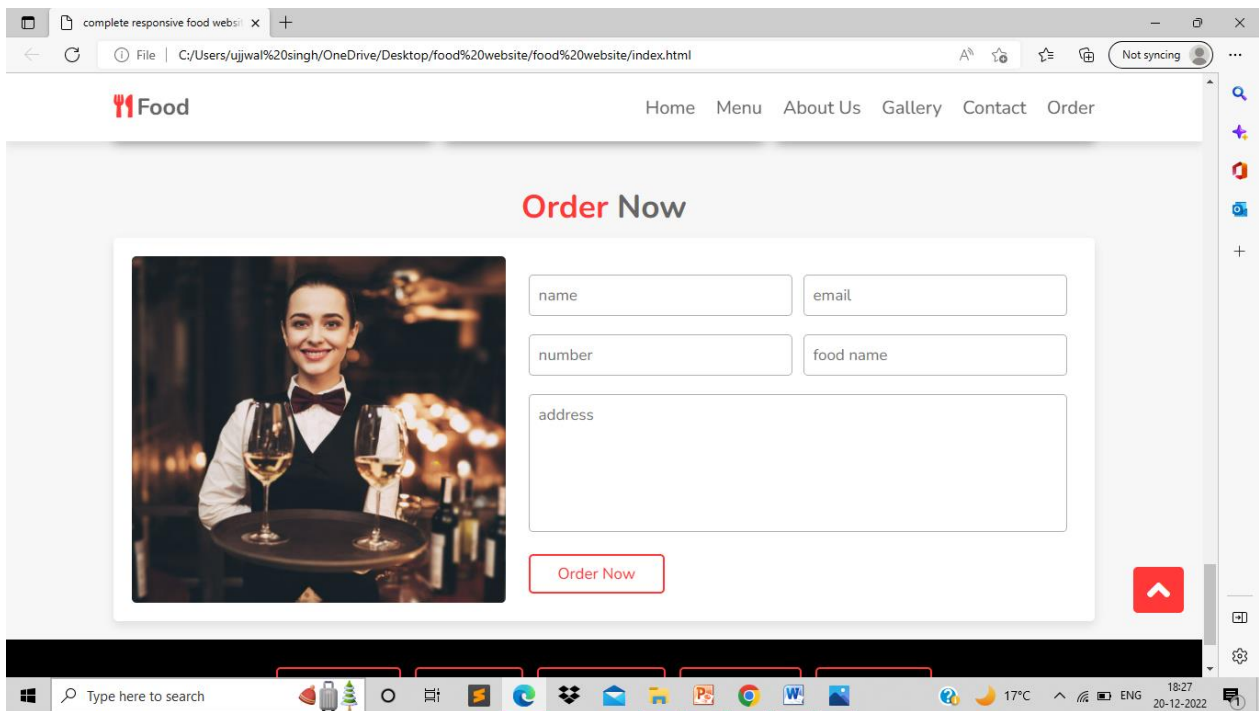 complete responsive food websi
File
C:/Users/ujjwal%20singh/OneDrive/Desktop/food%20website/food%20website/index.html
Not syncing
Food
Home Menu About Us Gallery Contact Order
Order Now
name
email
number
food name
address
Order Now
Type here to search
17°C
ENG
18:27
20-12-2022